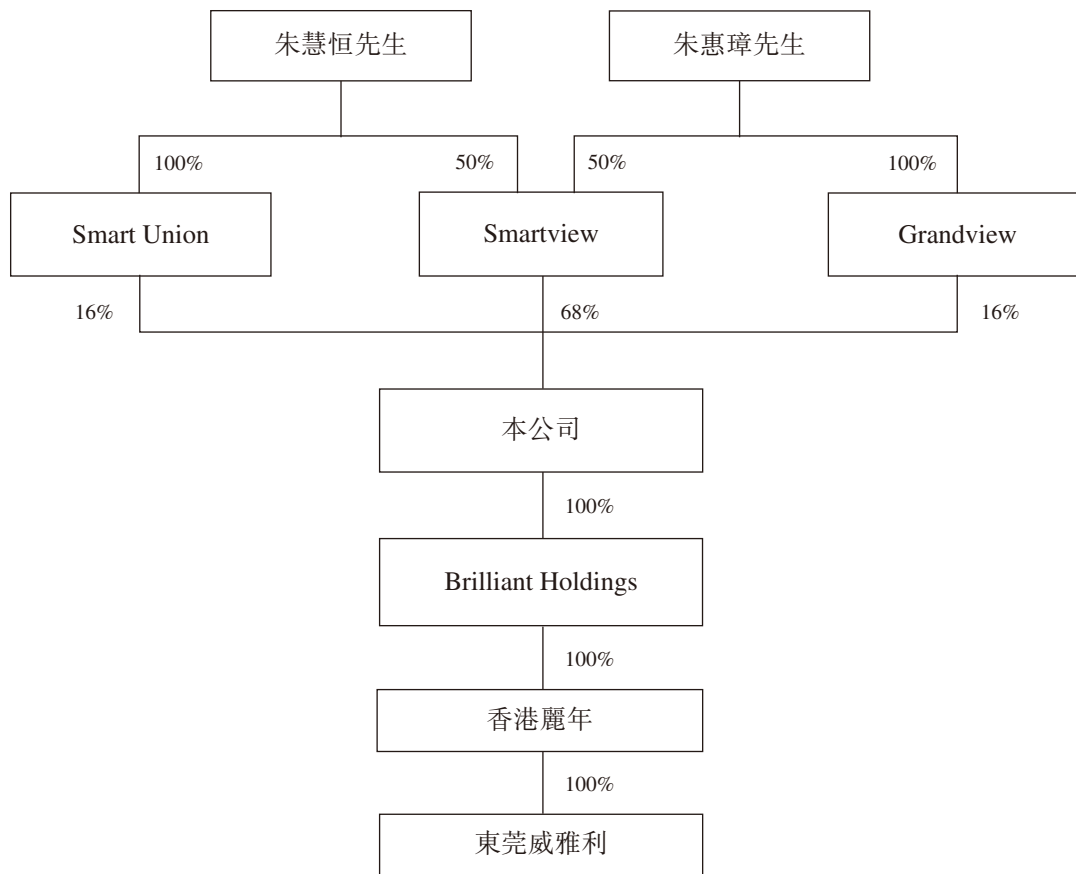 朱慧恒先生
朱惠璋先生
100%
50%
50%
100%
Smart Union
Smartview
Grandview
16%
68%
16%
本公司
100%
Brilliant Holdings
100%
香港麗年
100%
東莞威雅利